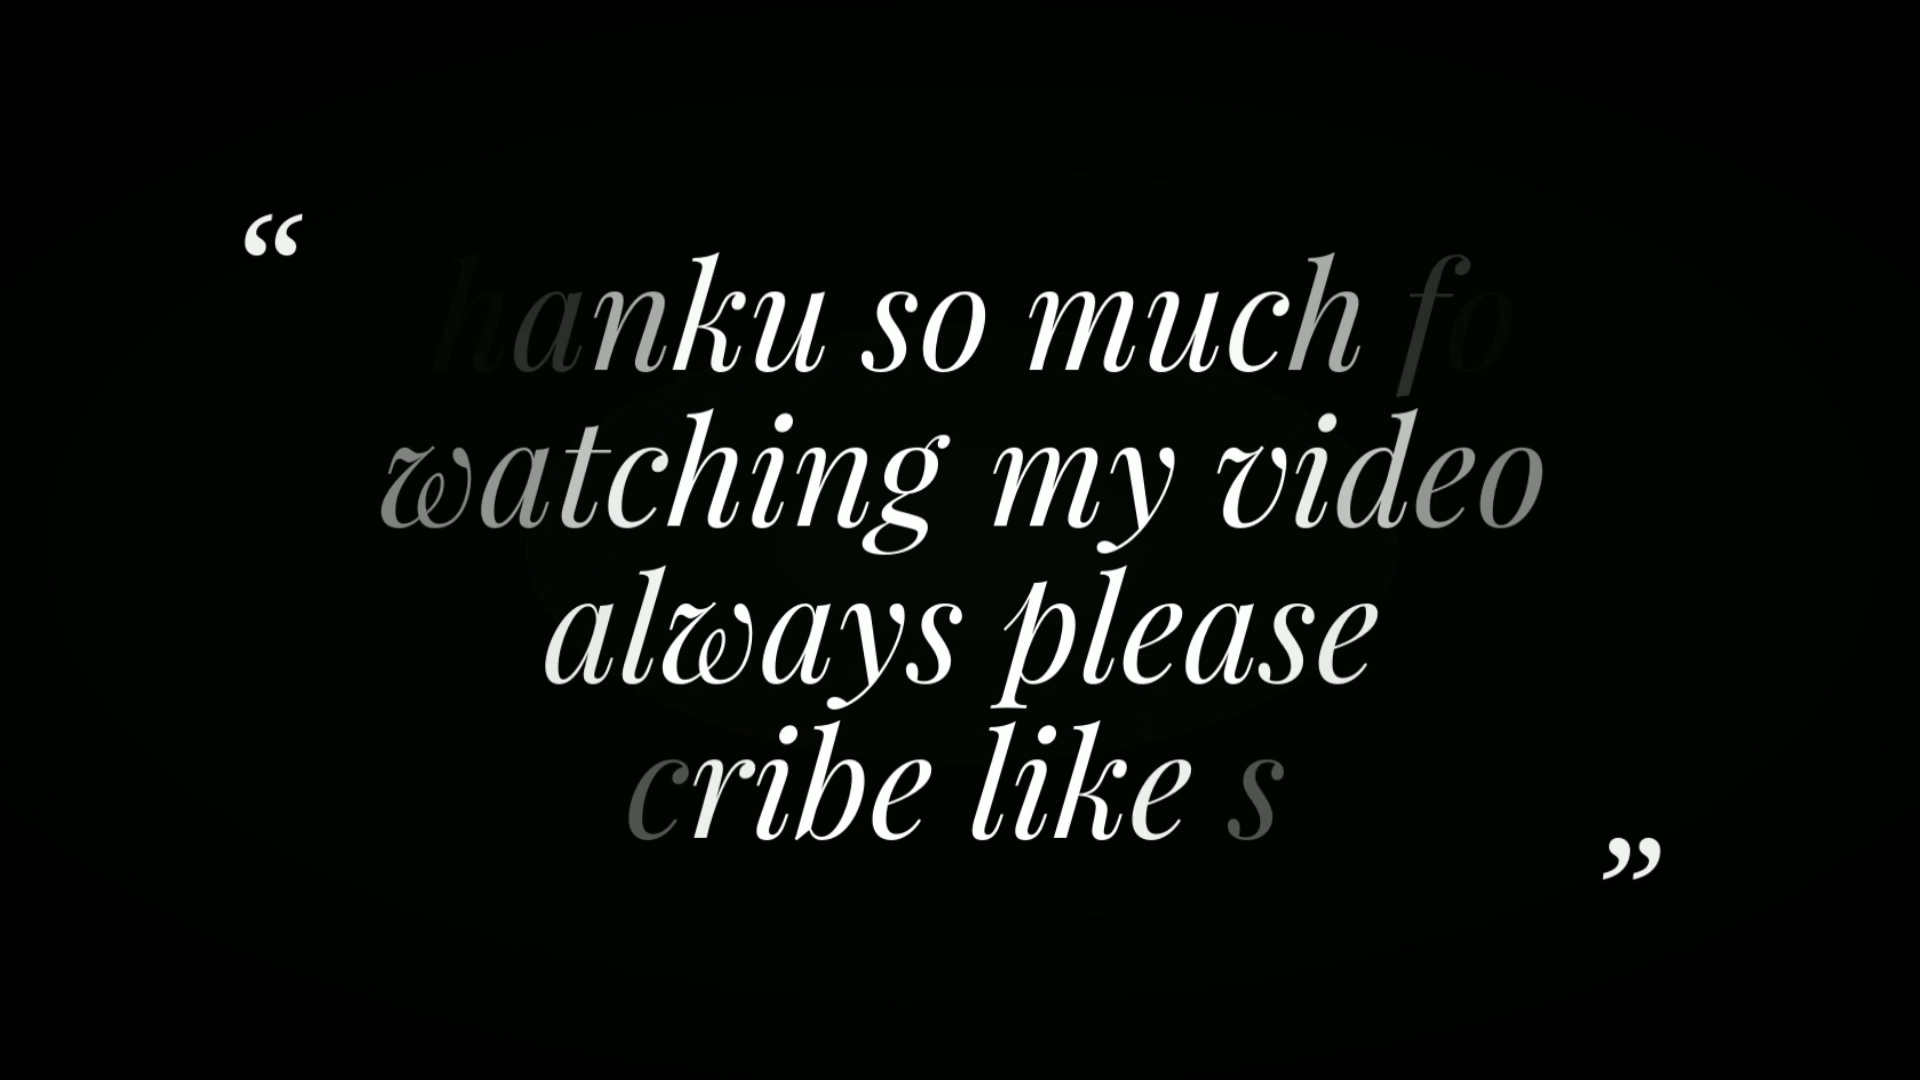 “
hanku so much fo
watching my video
always please
cribe like s
”